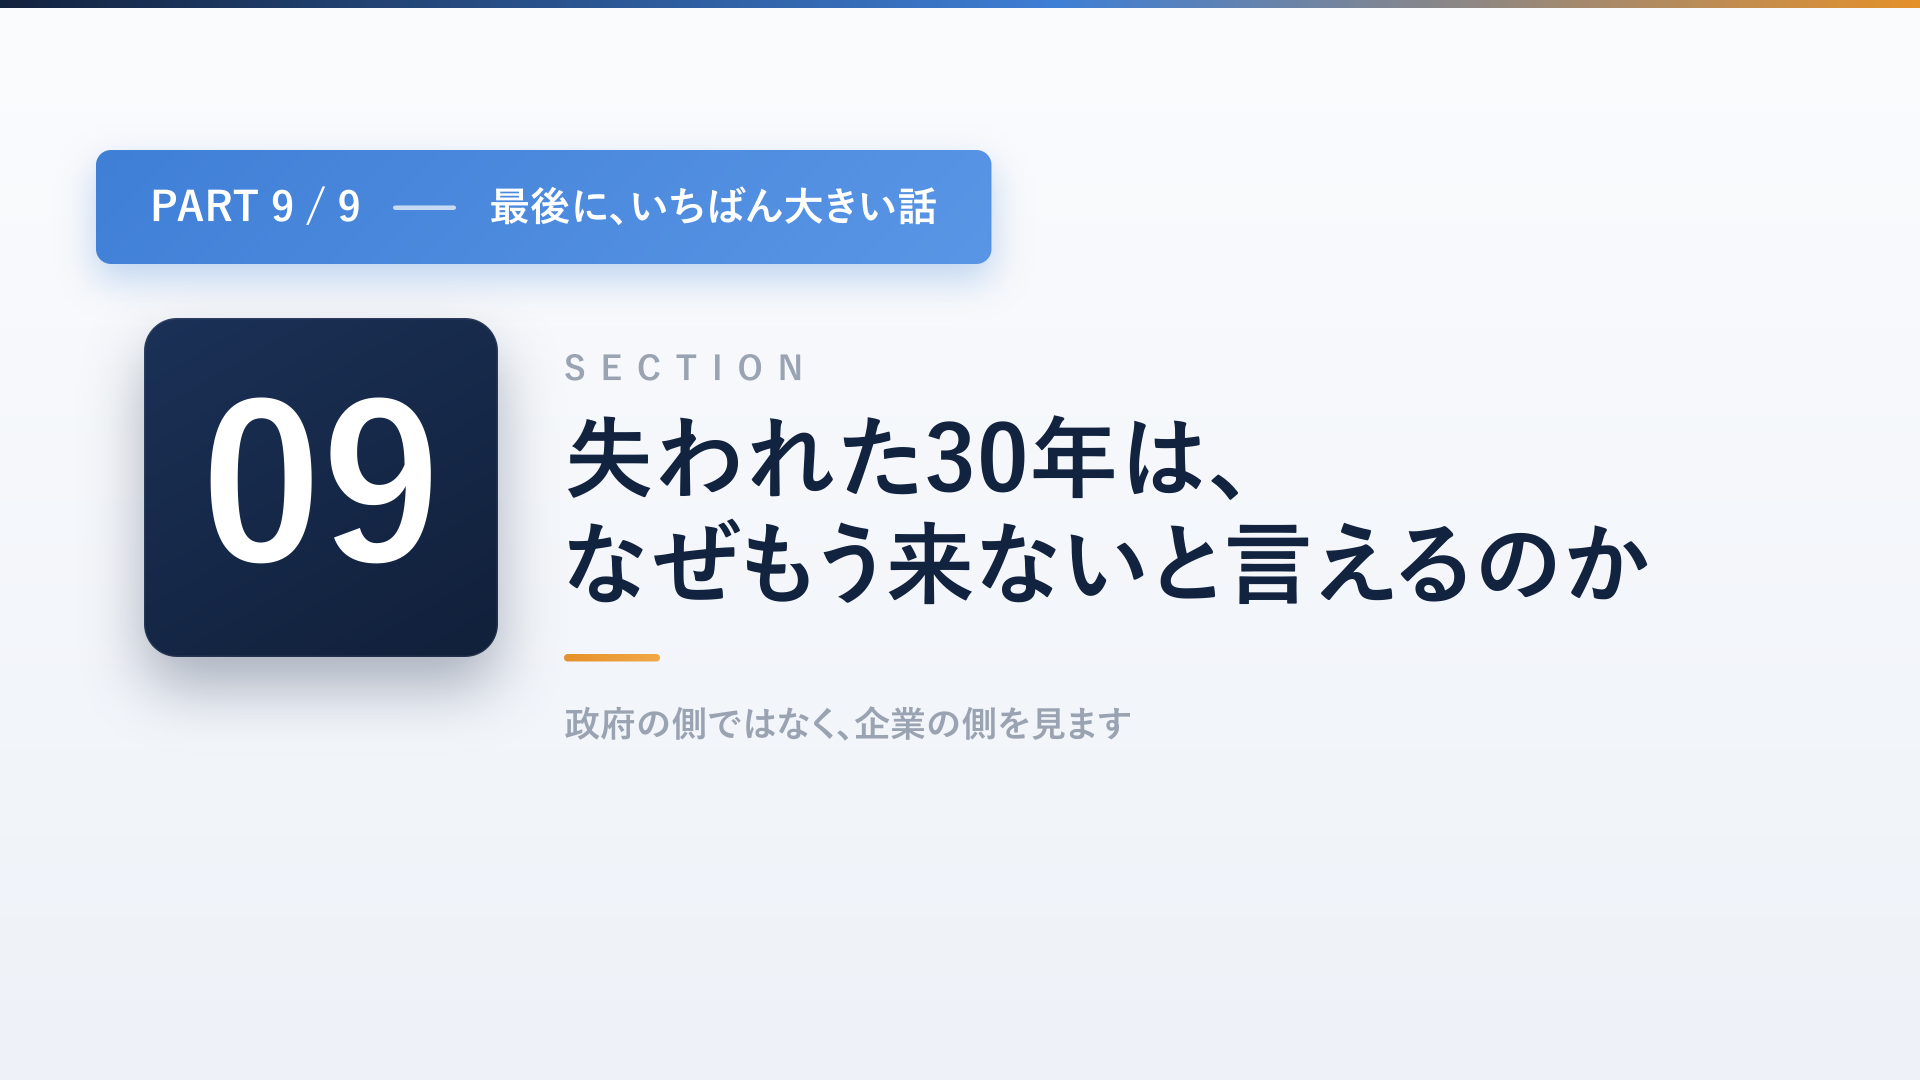 PART 9 / 9 — 最後に、いちばん大きい話
09
SECTION
失われた30年は、
なぜもう来ないと言えるのか
政府の側ではなく、企業の側を見ます